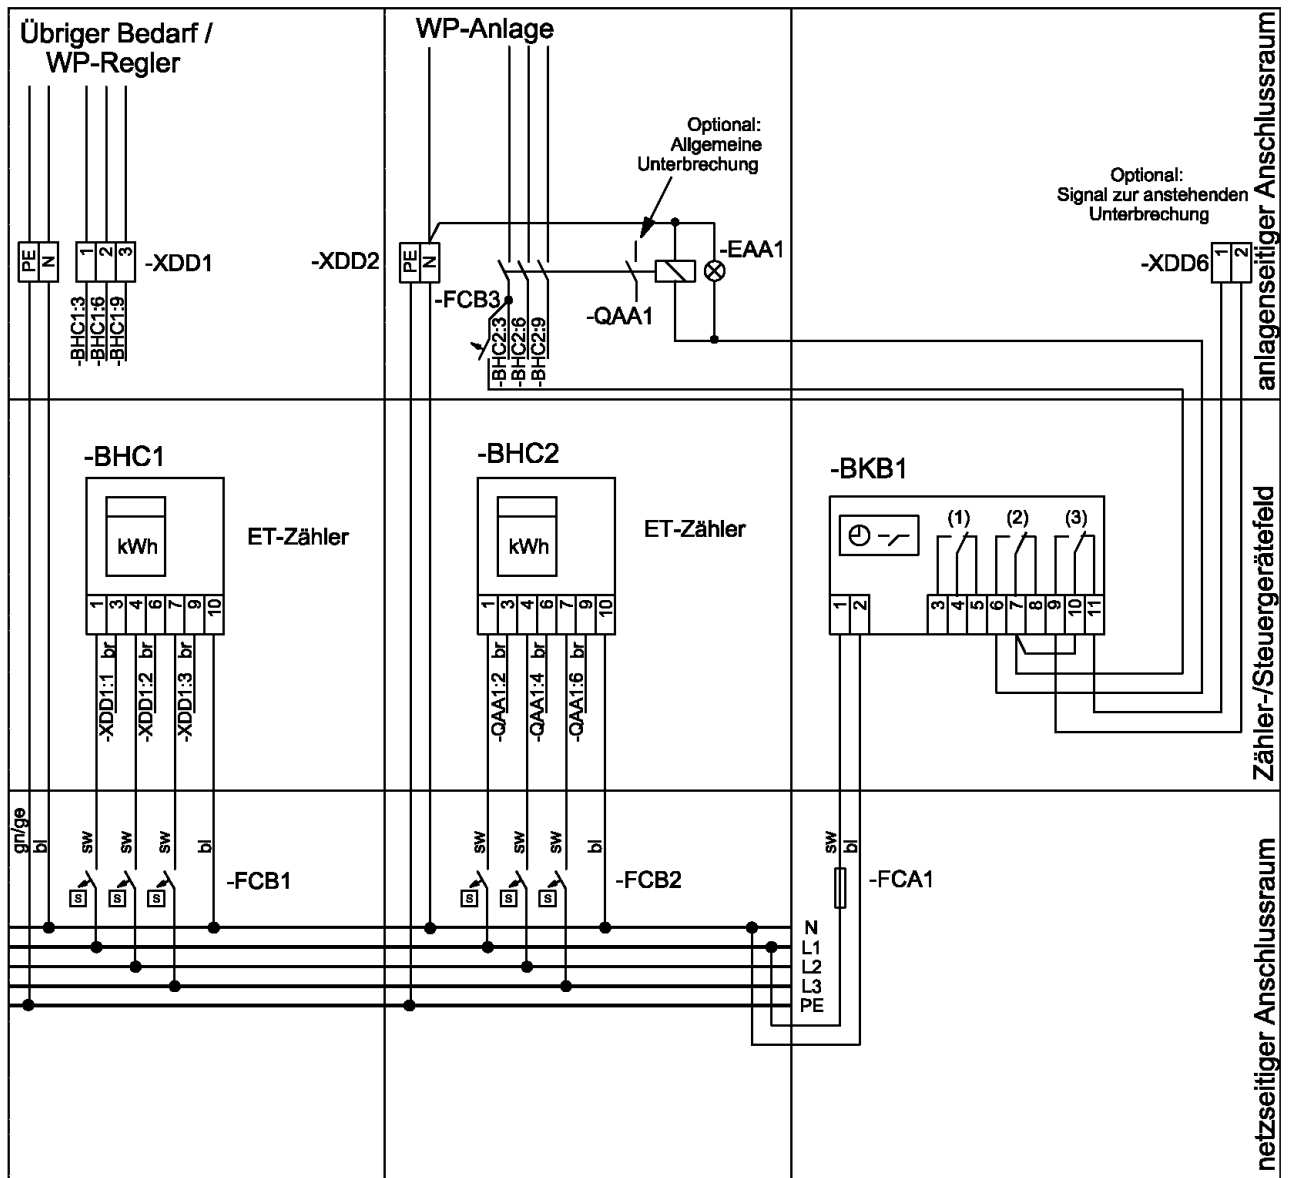 Übriger Bedarf /
WP-Regler
WP-Anlage
Optional:
Allgemeine
Unterbrechung
Optional:
Signal zur anstehenden
Unterbrechung
anlagenseitiger Anschlussraum
PE N
1 2 3
-XDD1
-BHC1:3
-BHC1:6
-BHC1:9
-XDD2
PE N
-FCB3
-BHC2:3
-BHC2:6
-BHC2:9
-QAA1
-EAA1
-XDD6
1 2
-BHC1
kWh
ET-Zähler
1 3 4 6 7 9 10
-XDD1:1 br
-XDD1:2 br
-XDD1:3 br
-BHC2
kWh
ET-Zähler
1 3 4 6 7 9 10
-QAA1:2 br
-QAA1:4 br
-QAA1:6 br
-BKB1
(1) (2) (3)
1 2
3 4 5 6 7 8 9 10 11
Zähler-/Steuergerätefeld
gn/ge
bl
sw
sw
sw
bl
S S S
-FCB1
sw
sw
sw
bl
S S S
-FCB2
sw
bl
-FCA1
N
L1
L2
L3
PE
netzseitiger Anschlussraum